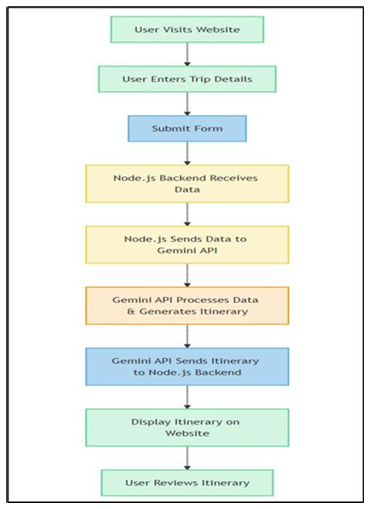 User Visits Website
User Enters Trip Details
Submit Form
Node.js Backend Receives
Data
Node.js Sends Data to
Gemini API
Gemini API Processes Data
& Generates Itinerary
Gemini API Sends Itinerary
to Node.js Backend
Display Itinerary on
Website
User Reviews Itinerary